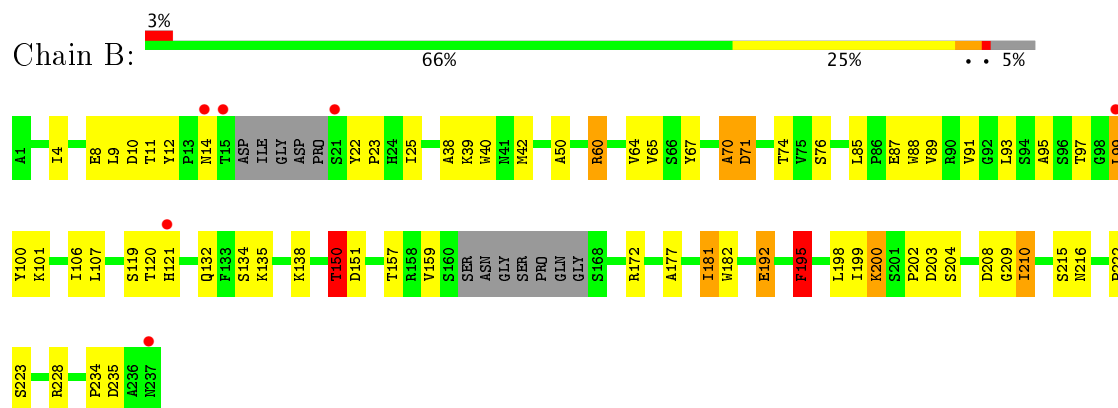 3%
Chain B:
66% 25% • • 5%
A1 I4 E8 L9 D10 T11 Y12 P13 N14 T15 ASP ILE GLY ASP PRO S21 Y22 P23 H24 I25 A38 K39 W40 N41 M42 A50 R60 V64 V65 S66 Y67 A70 D71 T74 V75 S76 L85 P86 E87 W88 V89 R90 V91 G92 L93 S94 A95 S96 T97 G98 L99
Y100 K101 I106 L107 S119 T120 H121 Q132 F133 S134 K135 K138 T150 D151 T157 R158 V159 S160 SER ASN GLY SER PRO GLN GLY S168 R172 A177 I181 W182 E192 F195 L198 I199 K200 S201 P202 D203 S204 D208 G209 I210 S215 N216
S223 R228 P234 D235 A236 N237